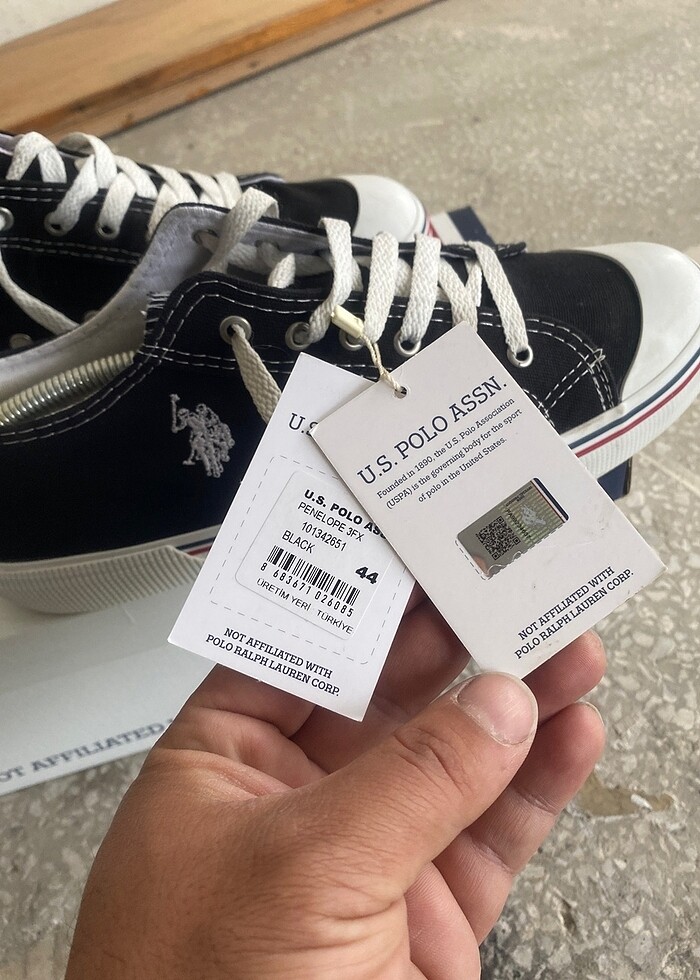 U.S.
U.S. POLO ASS
PENELOPE 3FX
101342651
BLACK
44
8 683671 026085
ÜRETİM YERİ TÜRKİYE
NOT AFFILIATED WITH
POLO RALPH LAUREN CORP.
U.S. POLO ASSN.
Founded in 1890, the U.S. Polo Association
(USPA) is the governing body for the sport
of polo in the United States.
NOT AFFILIATED WITH
POLO RALPH LAUREN CORP.
OT AFFILIATED